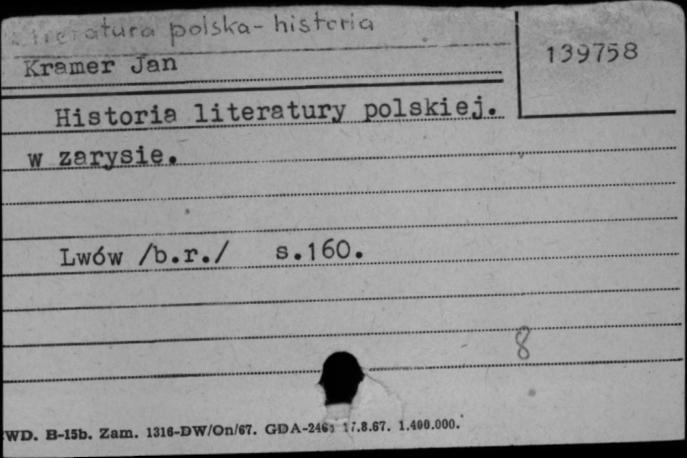 Literatura polska - historia
139758
Kramer Jan
Historia literatury polskiej.
w zarysie.
Lwów /b.r./ s.160.
8
WD. B-15b. Zam. 1316-DW/On/67. GDA- 17.8.67. 1.400.000.